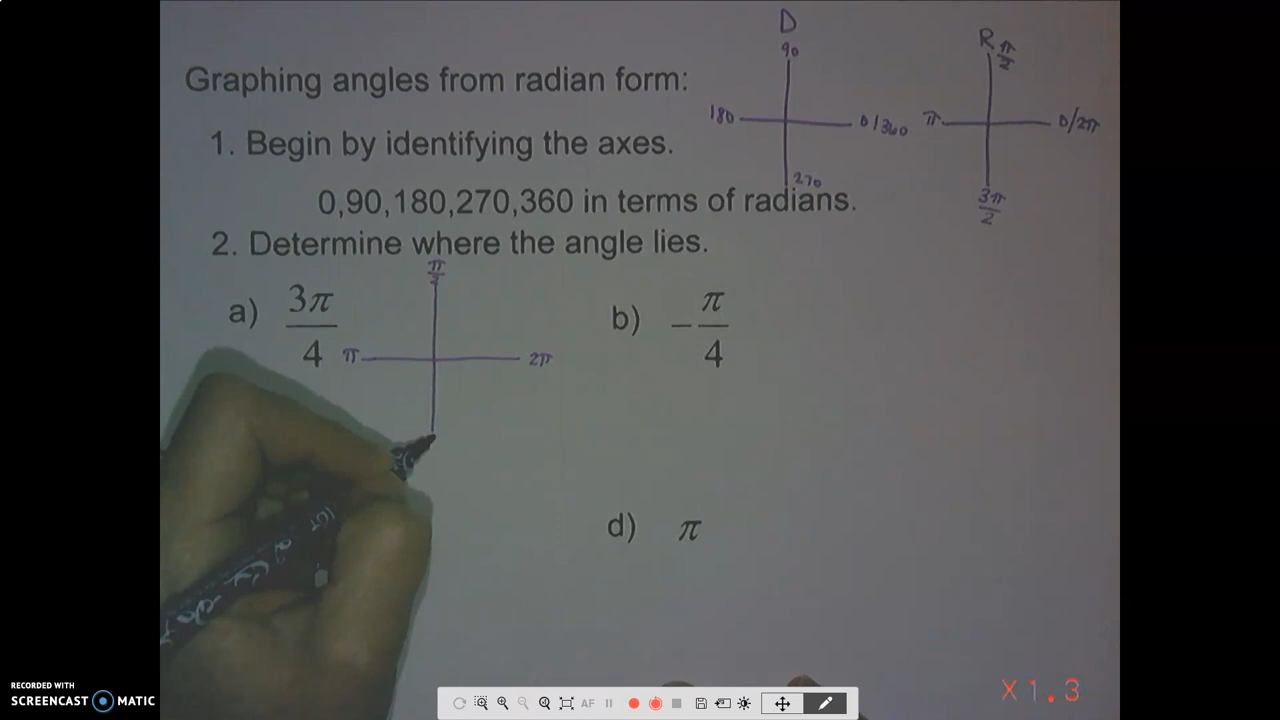 D
90
180
0/360
270
R
π/2
π
0/2π
3π/2
Graphing angles from radian form:
1. Begin by identifying the axes.
0,90,180,270,360 in terms of radians.
2. Determine where the angle lies.
a) 3π/4
π/2
π
2π
b) -π/4
d) π
X1.3
RECORDED WITH
SCREENCAST MATIC
AF